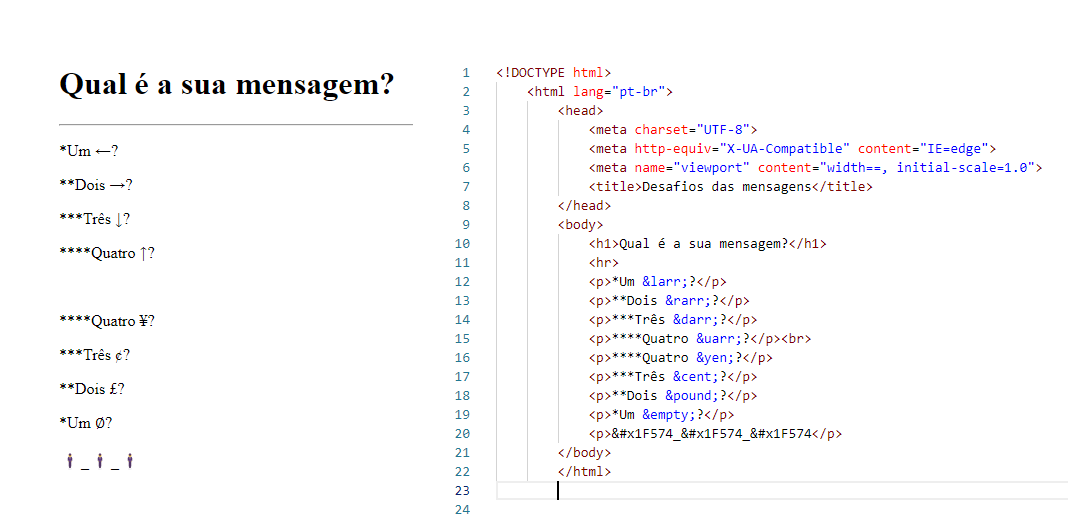 Qual é a sua mensagem?
*Um ←?
**Dois →?
***Três ↓?
****Quatro ↑?
****Quatro ¥?
***Três ¢?
**Dois £?
*Um ∅?
🕴_🕴_🕴
1 <!DOCTYPE html>
2 <html lang="pt-br">
3 <head>
4 <meta charset="UTF-8">
5 <meta http-equiv="X-UA-Compatible" content="IE=edge">
6 <meta name="viewport" content="width==, initial-scale=1.0">
7 <title>Desafios das mensagens</title>
8 </head>
9 <body>
10 <h1>Qual é a sua mensagem?</h1>
11 <hr>
12 <p>*Um &larr;?</p>
13 <p>**Dois &rarr;?</p>
14 <p>***Três &darr;?</p>
15 <p>****Quatro &uarr;?</p><br>
16 <p>****Quatro &yen;?</p>
17 <p>***Três &cent;?</p>
18 <p>**Dois &pound;?</p>
19 <p>*Um &empty;?</p>
20 <p>&#x1F574_&#x1F574_&#x1F574</p>
21 </body>
22 </html>
23
24